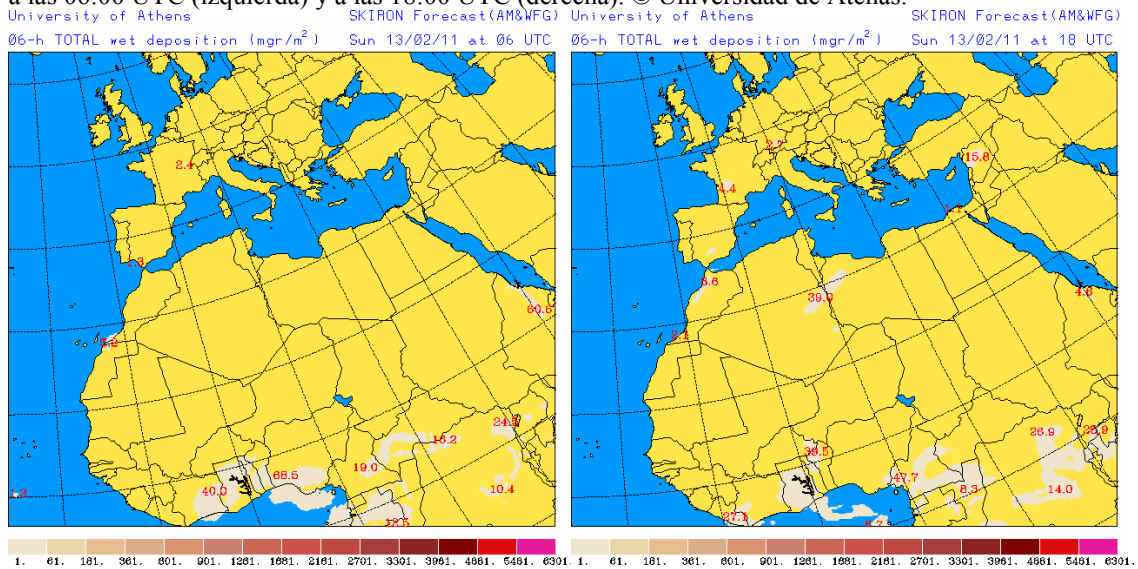 a las 06:00 UTC (izquierda) y a las 18:00 UTC (derecha). © Universidad de Atenas.
University of Athens SKIRON Forecast(AM&WFG)
06-h TOTAL wet deposition (mgr/m²) Sun 13/02/11 at 06 UTC
2.4
60.6
16.2
19.0
68.5
40.0
10.4
1. 61. 181. 361. 601. 901. 1261. 1681. 2161. 2701. 3301. 3961. 4681. 5461. 6301.
University of Athens SKIRON Forecast(AM&WFG)
06-h TOTAL wet deposition (mgr/m²) Sun 13/02/11 at 18 UTC
2.7
15.8
4.4
39.0
2.1
26.9
39.5
47.7
14.0
1. 61. 181. 361. 601. 901. 1261. 1681. 2161. 2701. 3301. 3961. 4681. 5461. 6301.